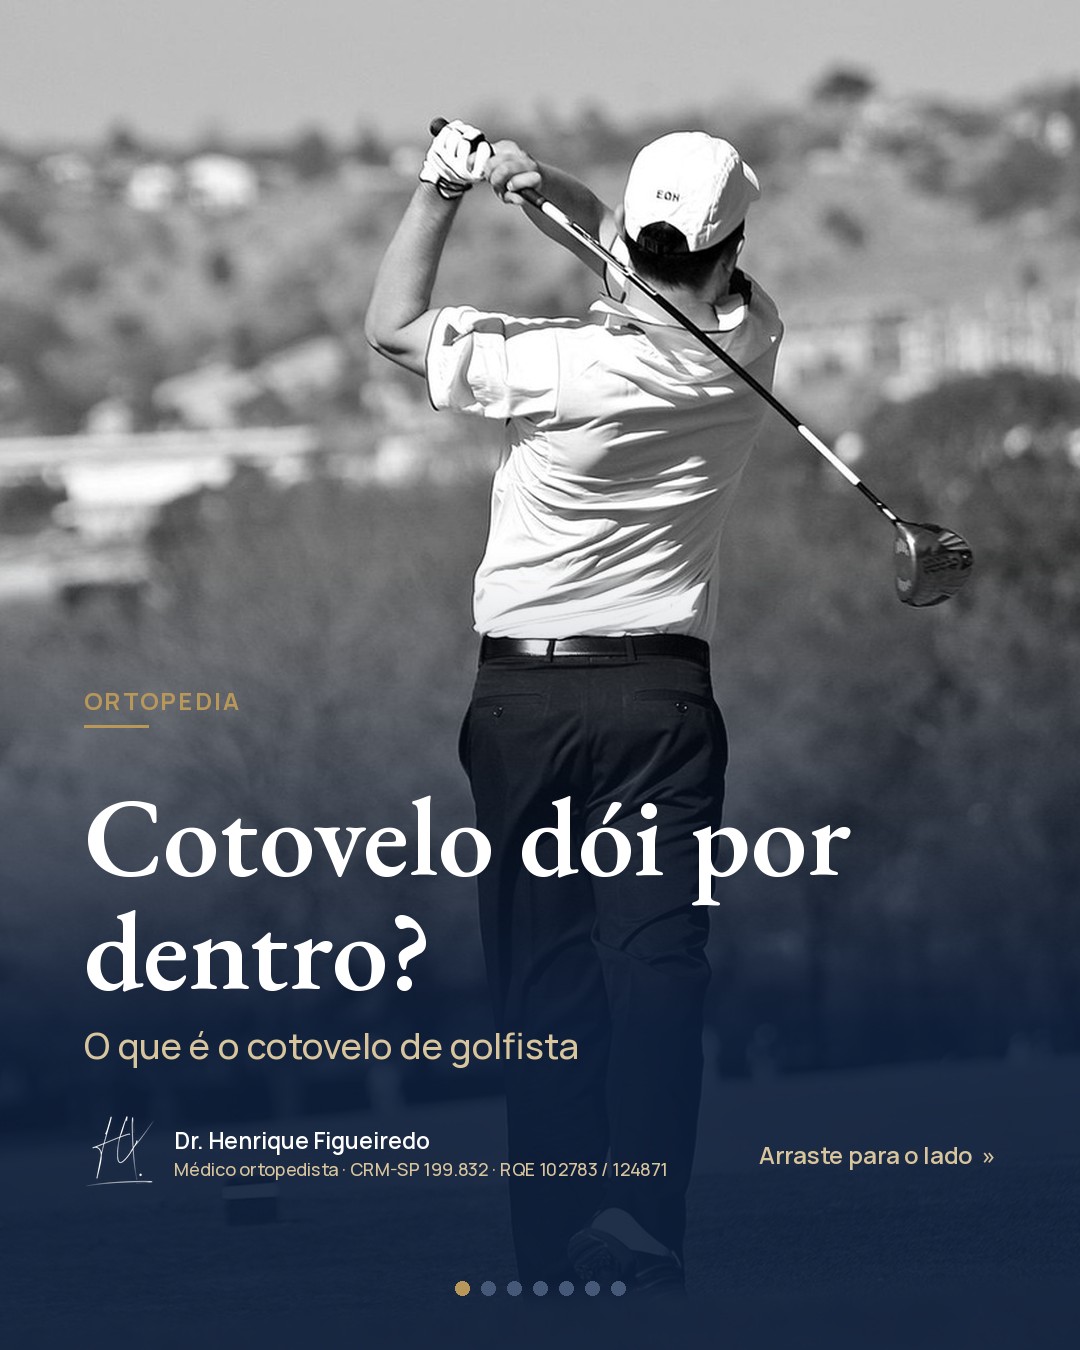 EON
ORTOPEDIA
Cotovelo dói por
dentro?
O que é o cotovelo de golfista
Dr. Henrique Figueiredo
Médico ortopedista · CRM-SP 199.832 · RQE 102783 / 124871
Arraste para o lado »